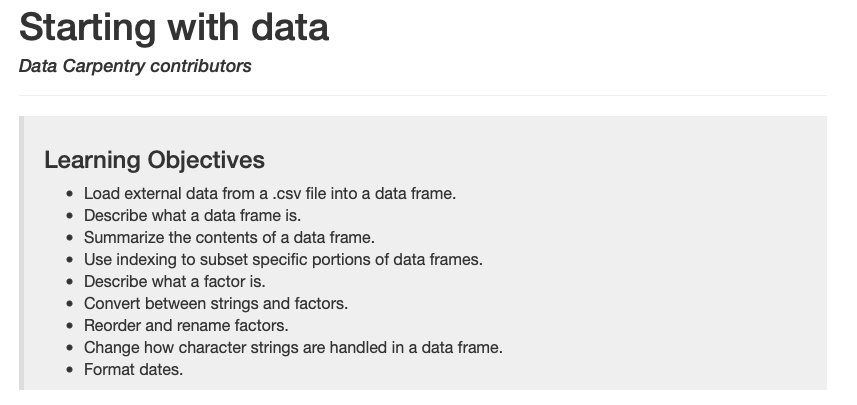 Starting with data
Data Carpentry contributors
Learning Objectives
• Load external data from a .csv file into a data frame.
• Describe what a data frame is.
• Summarize the contents of a data frame.
• Use indexing to subset specific portions of data frames.
• Describe what a factor is.
• Convert between strings and factors.
• Reorder and rename factors.
• Change how character strings are handled in a data frame.
• Format dates.